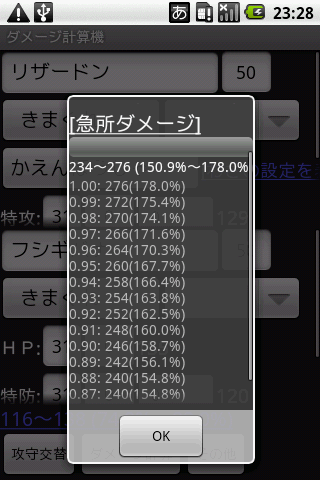 23:28
ダメージ計算機
リザードン
50
きまぐ
かえん
の設定を
特攻: 3
129
フシギ
きまぐ
HP: 3
特防: 3
120
116～13
[急所ダメージ]
234～276 (150.9%～178.0%
1.00: 276(178.0%)
0.99: 272(175.4%)
0.98: 270(174.1%)
0.97: 266(171.6%)
0.96: 264(170.3%)
0.95: 260(167.7%)
0.94: 258(166.4%)
0.93: 254(163.8%)
0.92: 252(162.5%)
0.91: 248(160.0%)
0.90: 246(158.7%)
0.89: 242(156.1%)
0.88: 240(154.8%)
0.87: 240(154.8%)
OK
攻守交替